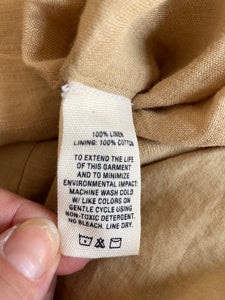 100% LINEN
LINING: 100% COTTON
TO EXTEND THE LIFE
OF THIS GARMENT
AND TO MINIMIZE
ENVIRONMENTAL IMPACT:
MACHINE WASH COLD
W/ LIKE COLORS ON
GENTLE CYCLE USING
NON-TOXIC DETERGENT.
NO BLEACH. LINE DRY.